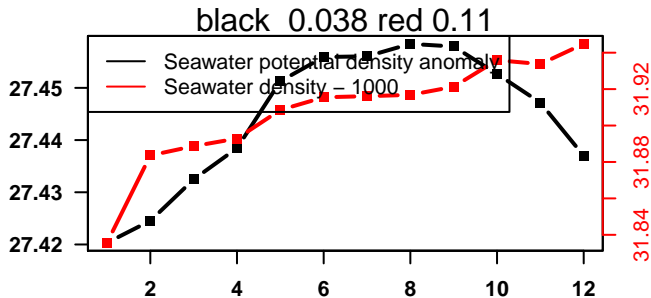 black 0.038 red 0.11
Seawater potential density anomaly
Seawater density – 1000
27.45
27.44
27.43
27.42
31.92
31.88
31.84
2 4 6 8 10 12